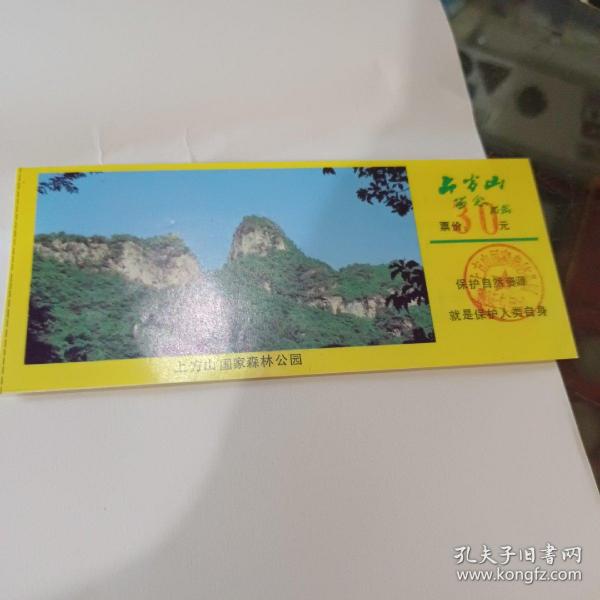 上方山
票价30元
保护自然资源
就是保护人类自身
上方山国家森林公园
孔夫子旧书网
www.kongfz.com